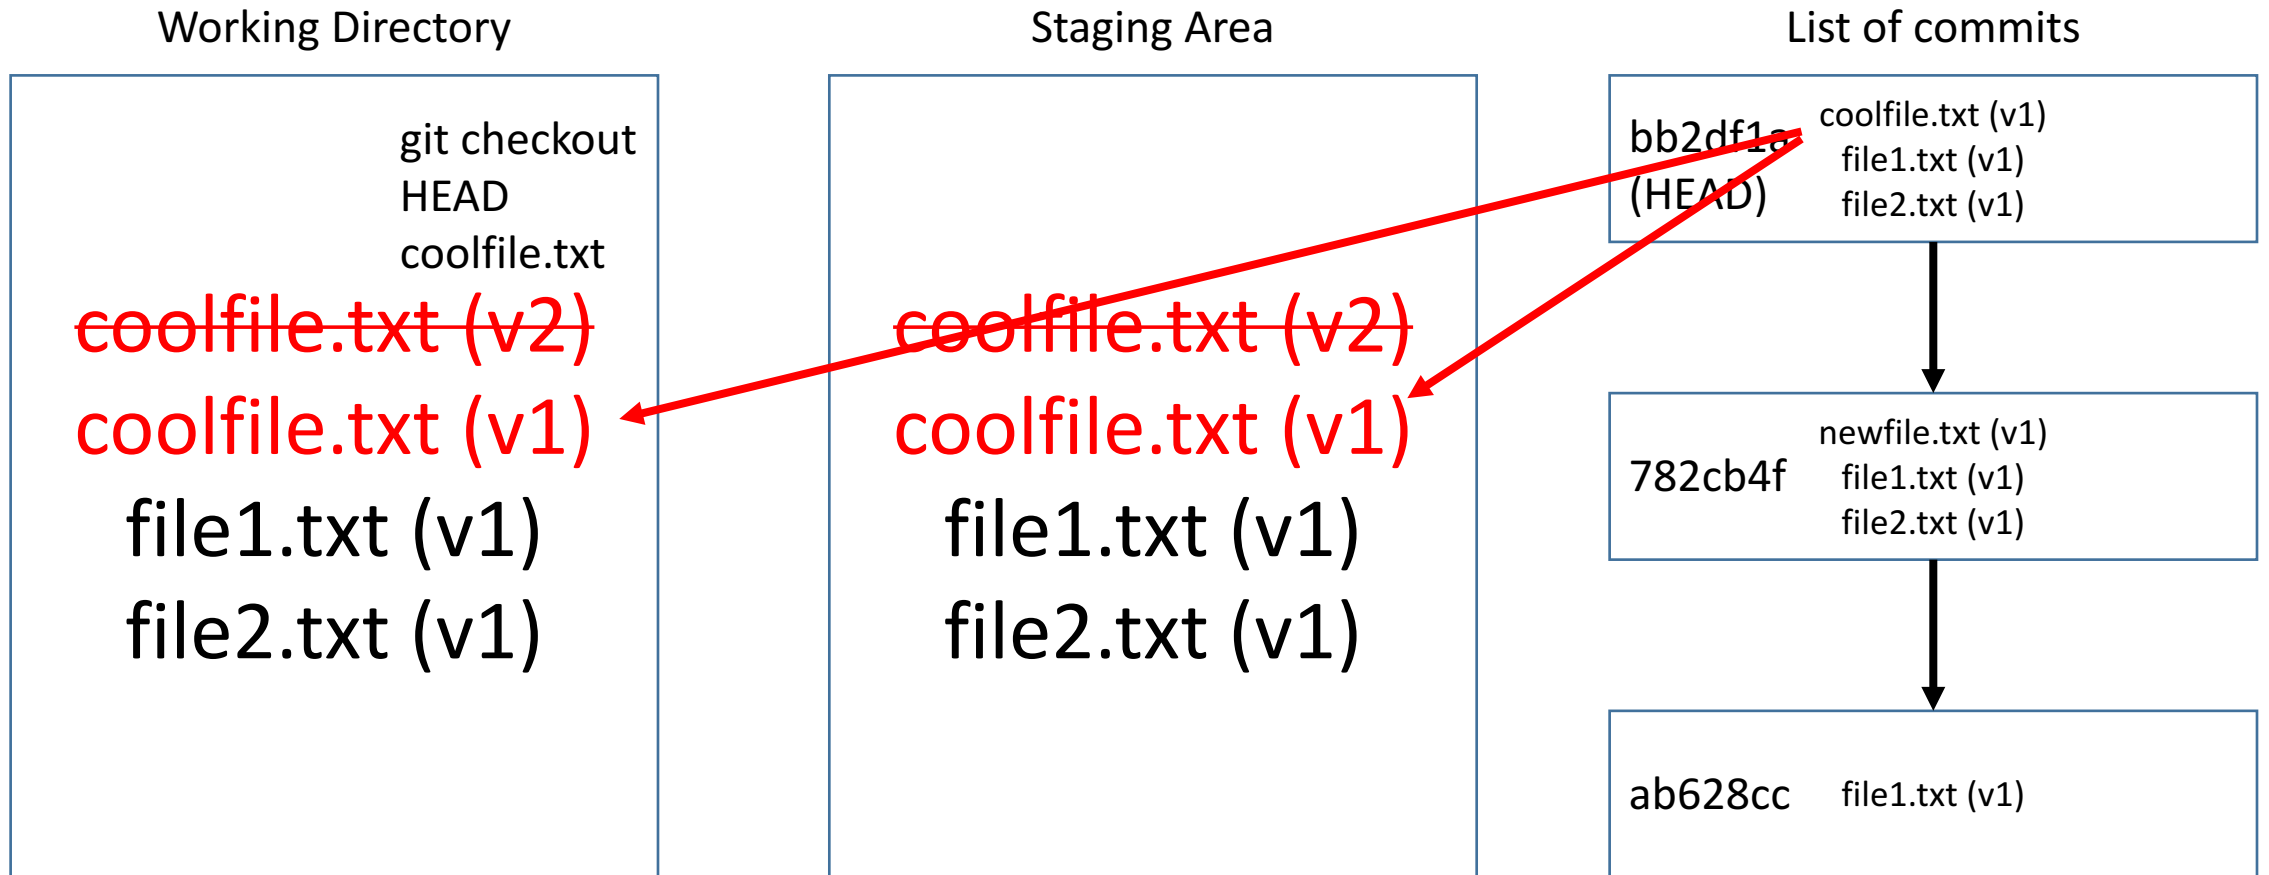 Working Directory
git checkout
HEAD
coolfile.txt
coolfile.txt (v2)
coolfile.txt (v1)
file1.txt (v1)
file2.txt (v1)
Staging Area
coolfile.txt (v2)
coolfile.txt (v1)
file1.txt (v1)
file2.txt (v1)
List of commits
bb2df1a
(HEAD)
coolfile.txt (v1)
file1.txt (v1)
file2.txt (v1)
782cb4f
newfile.txt (v1)
file1.txt (v1)
file2.txt (v1)
ab628cc
file1.txt (v1)